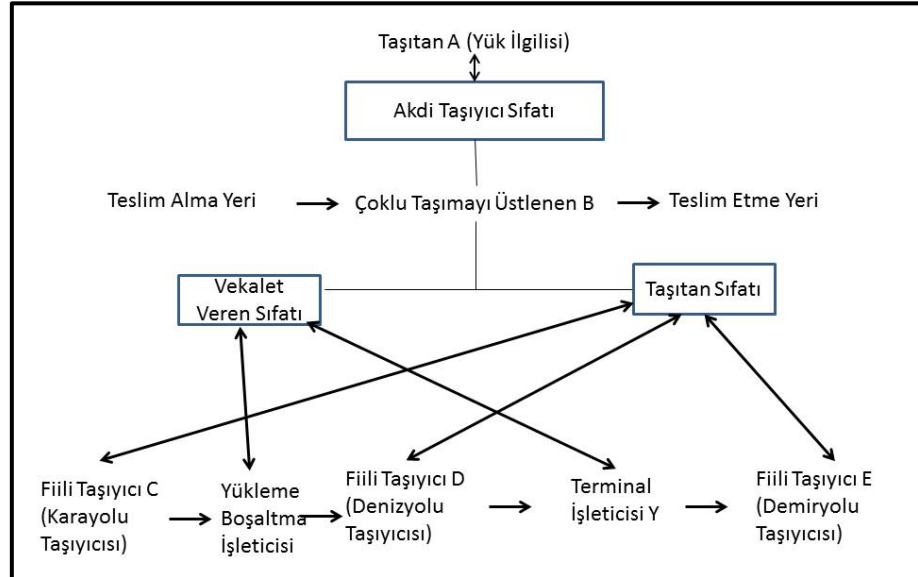 Taşıtan A (Yük İlgilisi)
Akdi Taşıyıcı Sıfatı
Teslim Alma Yeri
Çoklu Taşımayı Üstlenen B
Teslim Etme Yeri
Vekalet
Veren Sıfatı
Taşıtan Sıfatı
Fiili Taşıyıcı C
(Karayolu
Taşıyıcısı)
Yükleme
Boşaltma
İşleticisi
Fiili Taşıyıcı D
(Denizyolu
Taşıyıcısı)
Terminal
İşleticisi Y
Fiili Taşıyıcı E
(Demiryolu
Taşıyıcısı)